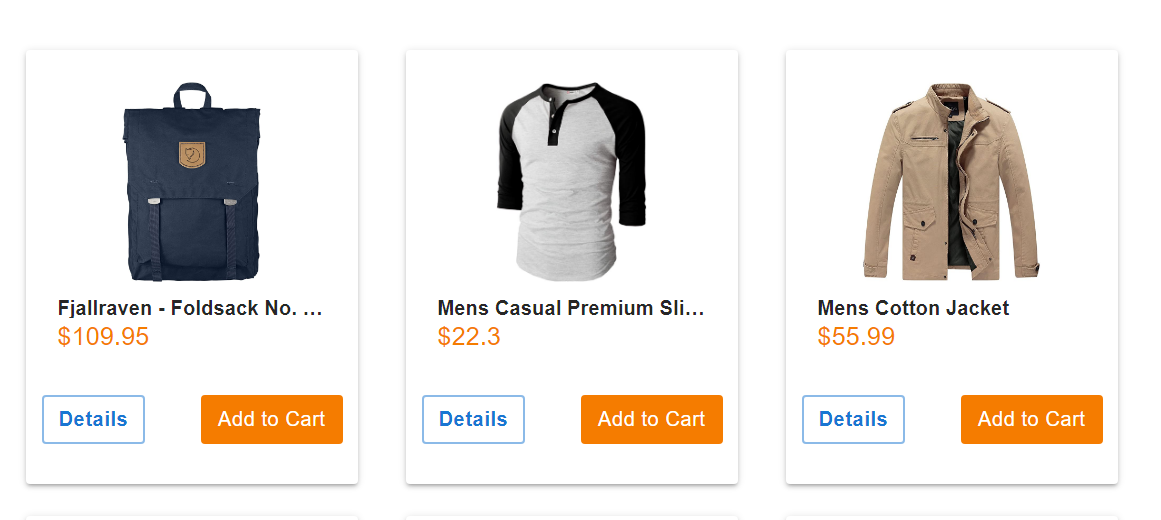 Fjallraven - Foldsack No. ...
$109.95
Details
Add to Cart
Mens Casual Premium Sli...
$22.3
Details
Add to Cart
Mens Cotton Jacket
$55.99
Details
Add to Cart